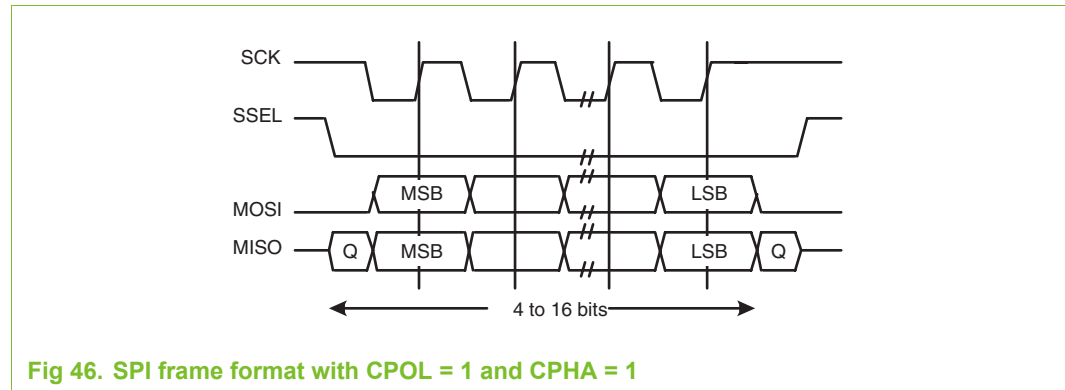 SCK
SSEL
MOSI
MSB
LSB
MISO
Q
MSB
LSB
Q
4 to 16 bits
Fig 46. SPI frame format with CPOL = 1 and CPHA = 1